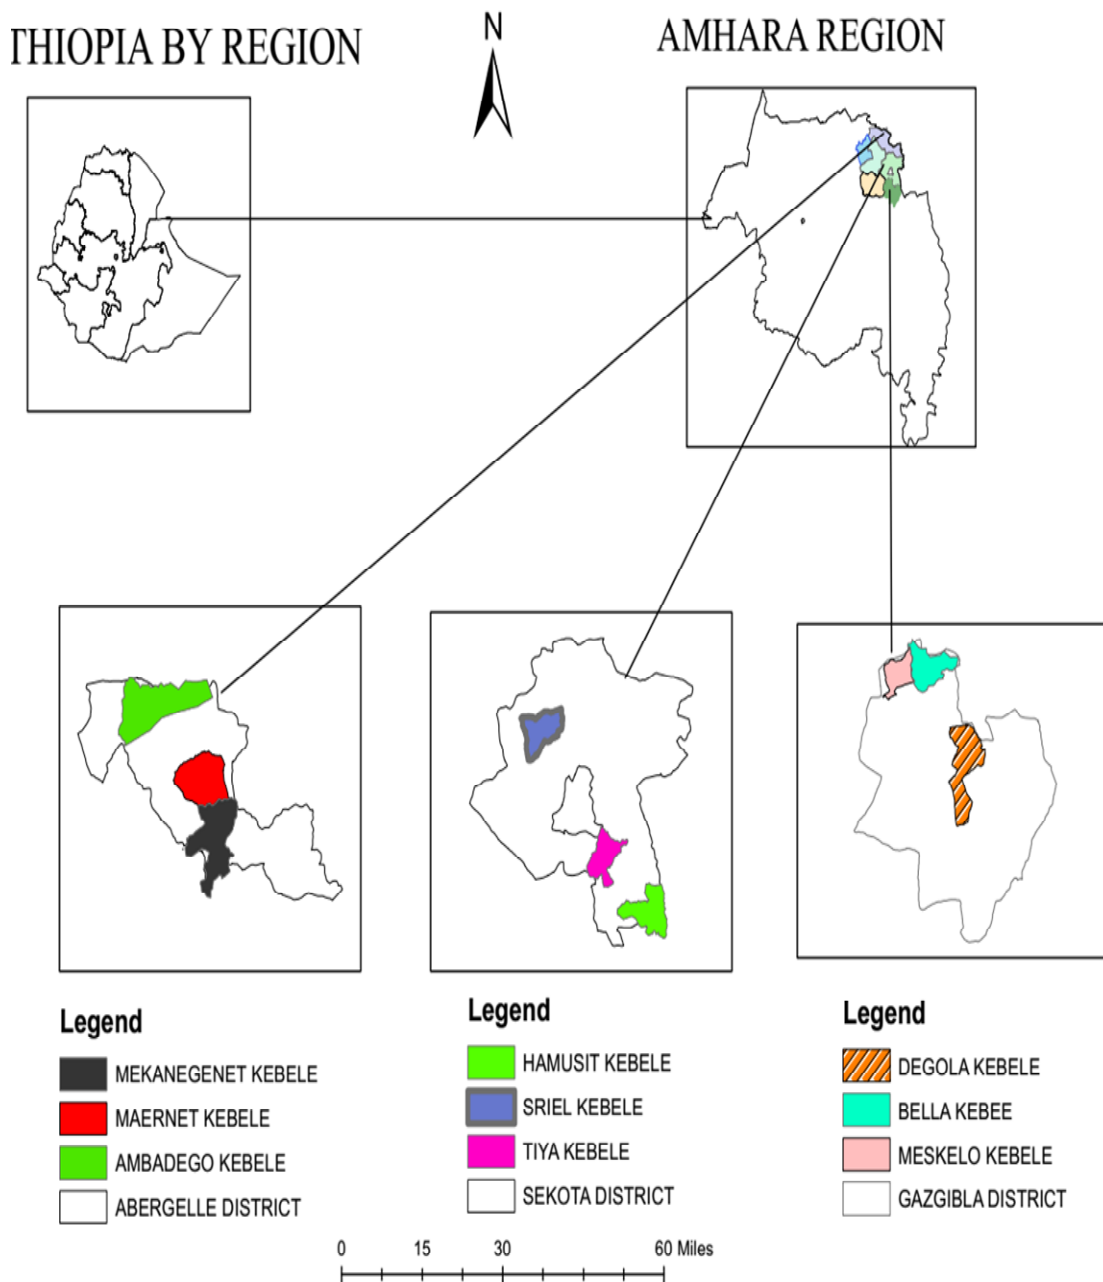 THIOPIA BY REGION
N
AMHARA REGION
Legend
MEKANEGENET KEBELE
MAERNET KEBELE
AMBADEGO KEBELE
ABERGELLE DISTRICT
Legend
HAMUSIT KEBELE
SRIEL KEBELE
TIYA KEBELE
SEKOTA DISTRICT
Legend
DEGOLA KEBELE
BELLA KEBEE
MESKELO KEBELE
GAZGIBLA DISTRICT
0 15 30 60 Miles